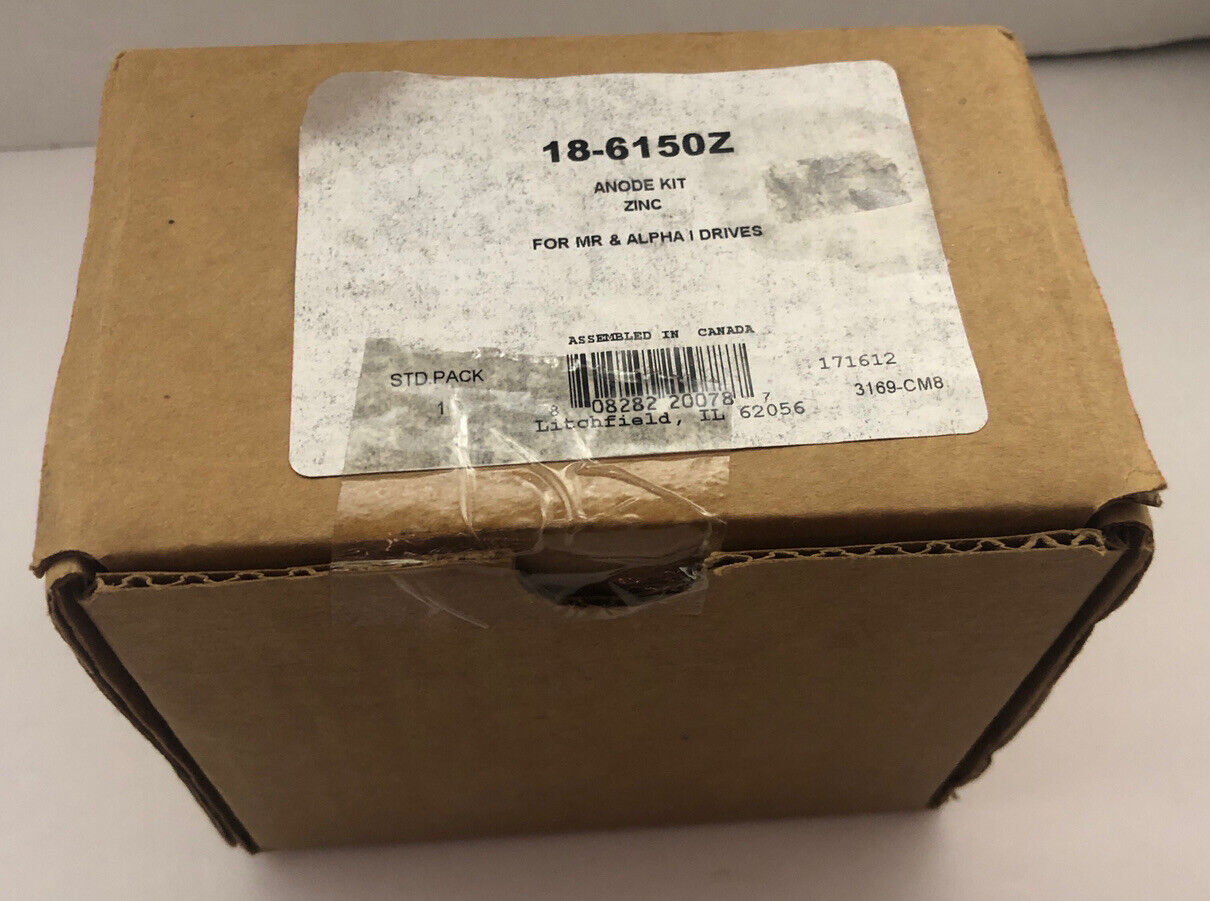 18-6150Z
ANODE KIT
ZINC
FOR MR & ALPHA I DRIVES
ASSEMBLED IN CANADA
STD.PACK
1
8 08282 20078 7
171612
3169-CM8
Litchfield, IL 62056